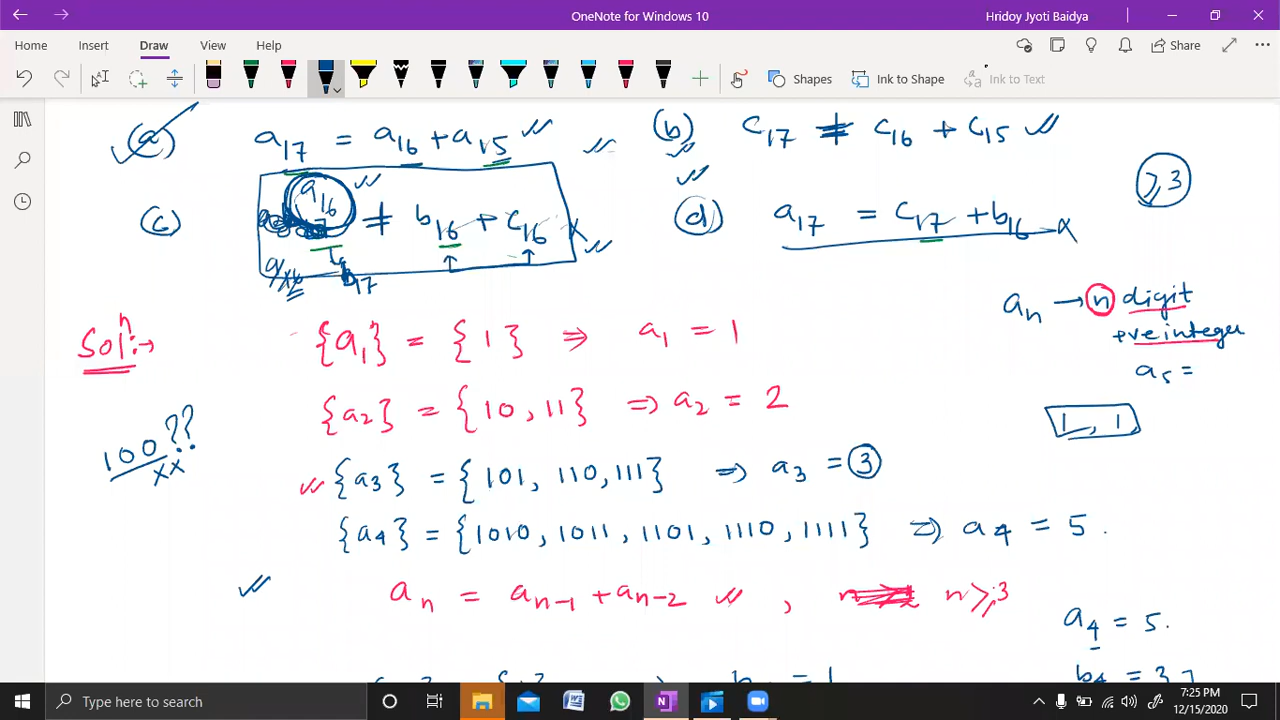 OneNote for Windows 10
Hridoy Jyoti Baidya
Home Insert Draw View Help
Share
Shapes
Ink to Shape
Ink to Text
(a) a17 = a16 + a15
(b) c17 ≠ c16 + c15
≥, 3
(c) a16 ≠ b16 + c16 x
b17
(d) a17 = c17 + b16 x
an → n digit
+ve integer
a5 =
Soln:→
{a1} = {1} ⇒ a1 = 1
{a2} = {10, 11} ⇒ a2 = 2
1, 1
100??
xx
{a3} = {101, 110, 111} ⇒ a3 = 3
{a4} = {1010, 1011, 1101, 1110, 1111} ⇒ a4 = 5.
an = an-1 + an-2 , n ≥, 3
a4 = 5.
b4 = 3
= 1
Type here to search
7:25 PM
12/15/2020